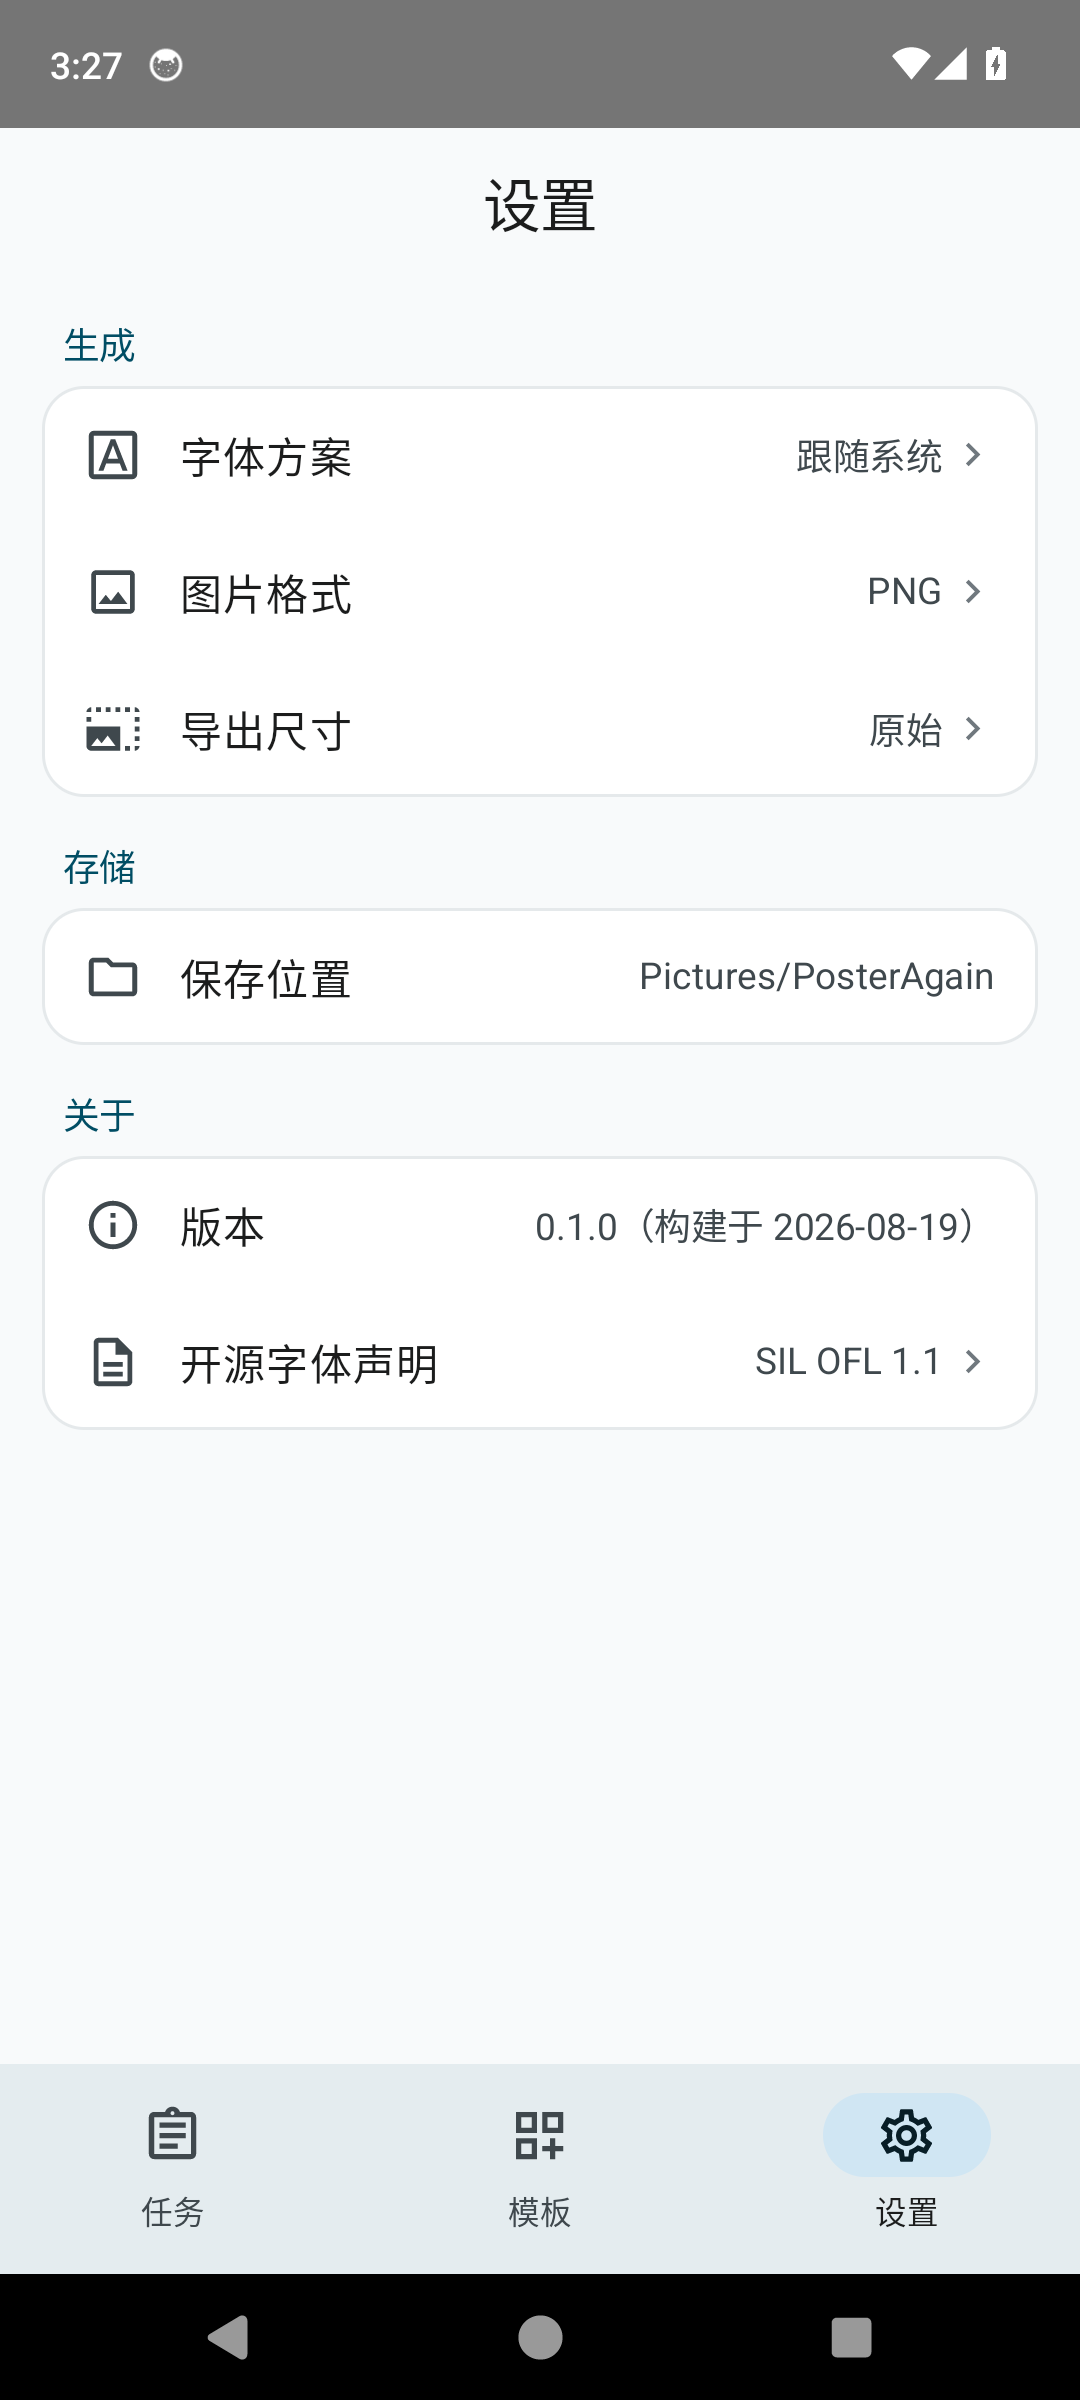 3:27
设置
生成
字体方案 跟随系统
图片格式 PNG
导出尺寸 原始
存储
保存位置 Pictures/PosterAgain
关于
版本 0.1.0（构建于 2026-08-19）
开源字体声明 SIL OFL 1.1
任务 模板 设置